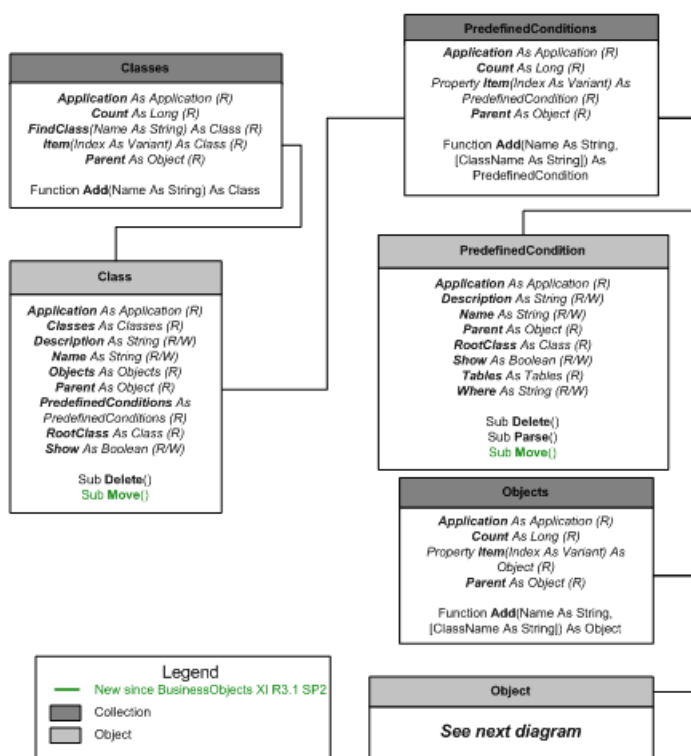 Classes
Application As Application (R)
Count As Long (R)
FindClass(Name As String) As Class (R)
Item(Index As Variant) As Class (R)
Parent As Object (R)
Function Add(Name As String) As Class
PredefinedConditions
Application As Application (R)
Count As Long (R)
Property Item(Index As Variant) As
PredefinedCondition (R)
Parent As Object (R)
Function Add(Name As String,
[ClassName As String]) As
PredefinedCondition
Class
Application As Application (R)
Classes As Classes (R)
Description As String (R/W)
Name As String (R/W)
Objects As Objects (R)
Parent As Object (R)
PredefinedConditions As
PredefinedConditions (R)
RootClass As Class (R)
Show As Boolean (R/W)
Sub Delete()
Sub Move()
PredefinedCondition
Application As Application (R)
Description As String (R/W)
Name As String (R/W)
Parent As Object (R)
RootClass As Class (R)
Show As Boolean (R/W)
Tables As Tables (R)
Where As String (R/W)
Sub Delete()
Sub Parse()
Sub Move()
Objects
Application As Application (R)
Count As Long (R)
Property Item(Index As Variant) As
Object (R)
Parent As Object (R)
Function Add(Name As String,
[ClassName As String]) As Object
Legend
New since BusinessObjects XI R3.1 SP2
Collection
Object
Object
See next diagram